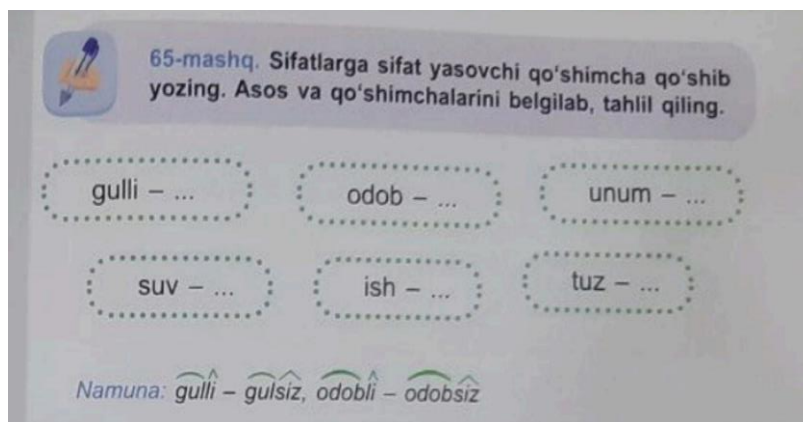 65-mashq. Sifatlarga sifat yasovchi qo‘shimcha qo‘shib
yozing. Asos va qo‘shimchalarini belgilab, tahlil qiling.
gulli – ...
odob – ...
unum – ...
suv – ...
ish – ...
tuz – ...
Namuna: gulli – gulsiz, odobli – odobsiz